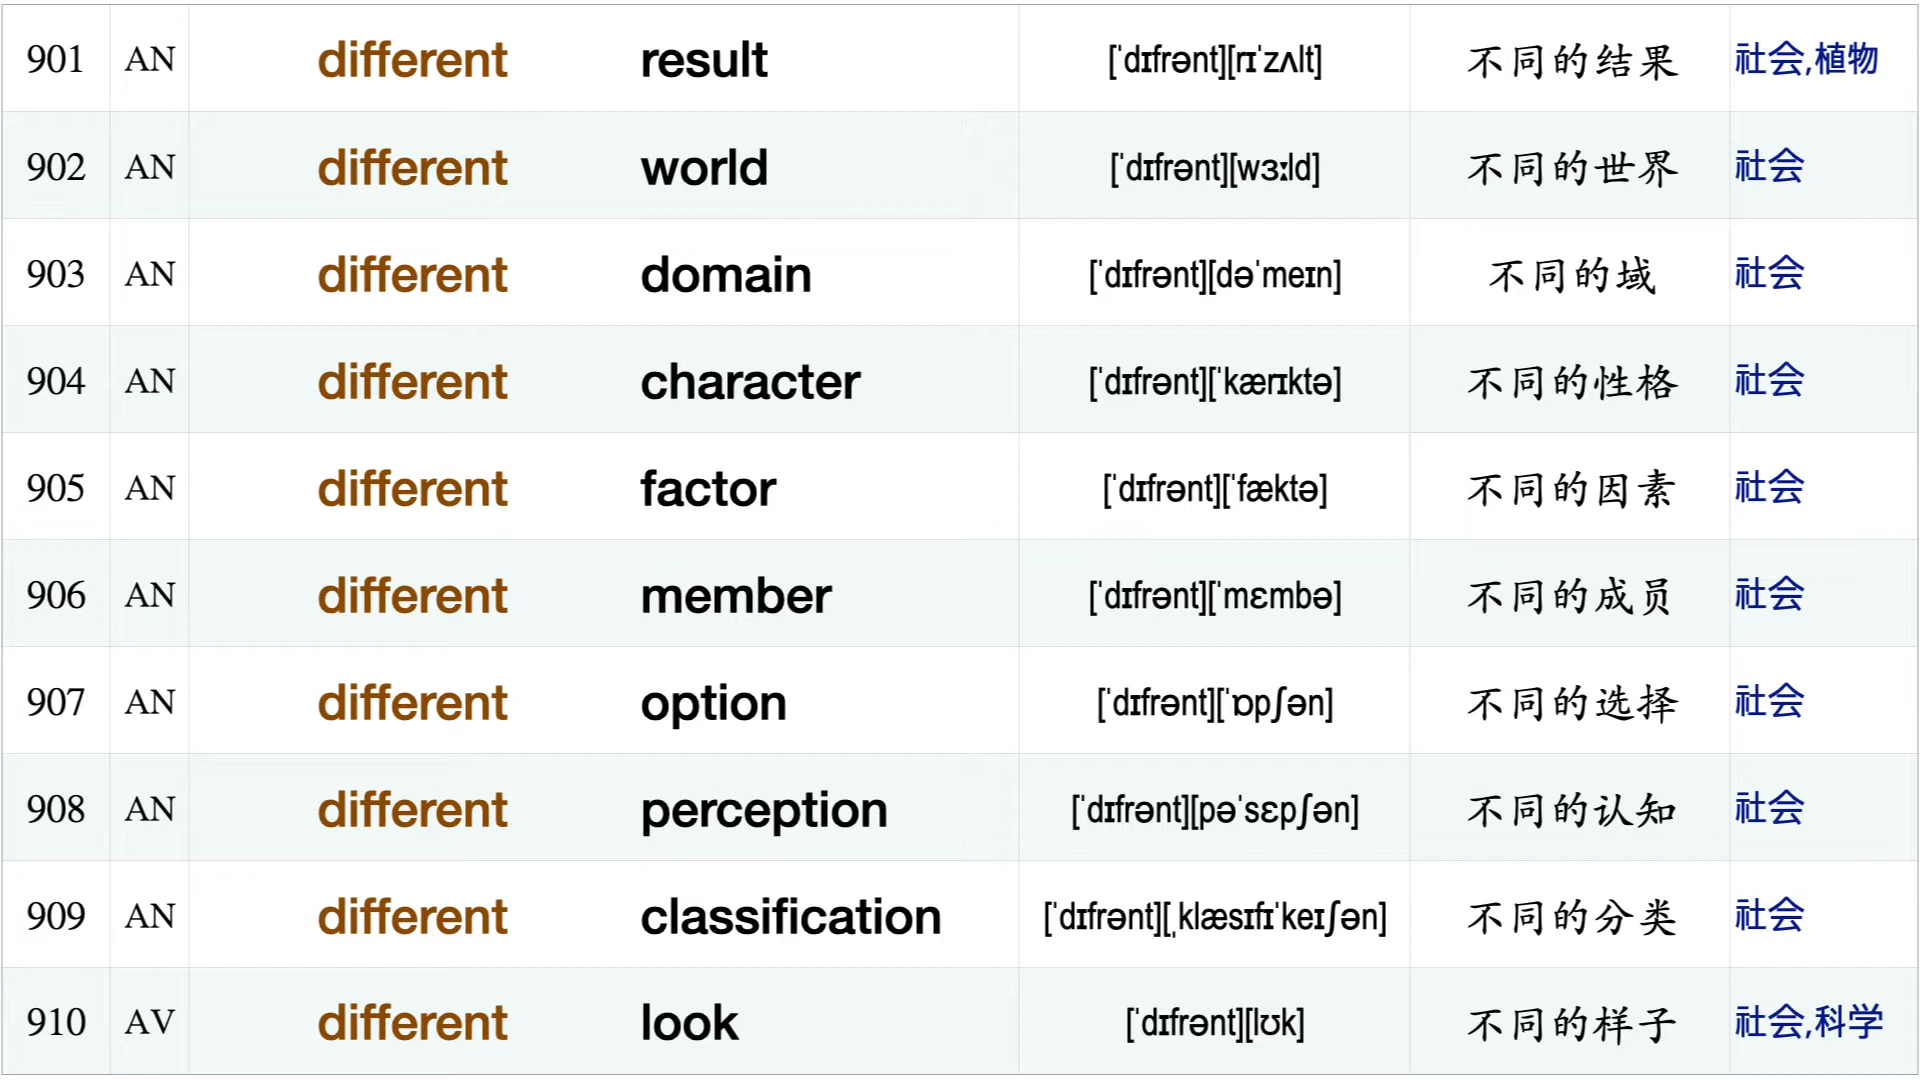 901 AN different result [ˈdɪfrənt][rɪˈzʌlt] 不同的结果 社会,植物
902 AN different world [ˈdɪfrənt][wɜːld] 不同的世界 社会
903 AN different domain [ˈdɪfrənt][dəˈmeɪn] 不同的域 社会
904 AN different character [ˈdɪfrənt][ˈkærɪktə] 不同的性格 社会
905 AN different factor [ˈdɪfrənt][ˈfæktə] 不同的因素 社会
906 AN different member [ˈdɪfrənt][ˈmɛmbə] 不同的成员 社会
907 AN different option [ˈdɪfrənt][ˈɒpʃən] 不同的选择 社会
908 AN different perception [ˈdɪfrənt][pəˈsɛpʃən] 不同的认知 社会
909 AN different classification [ˈdɪfrənt][ˌklæsɪfɪˈkeɪʃən] 不同的分类 社会
910 AV different look [ˈdɪfrənt][lʊk] 不同的样子 社会,科学